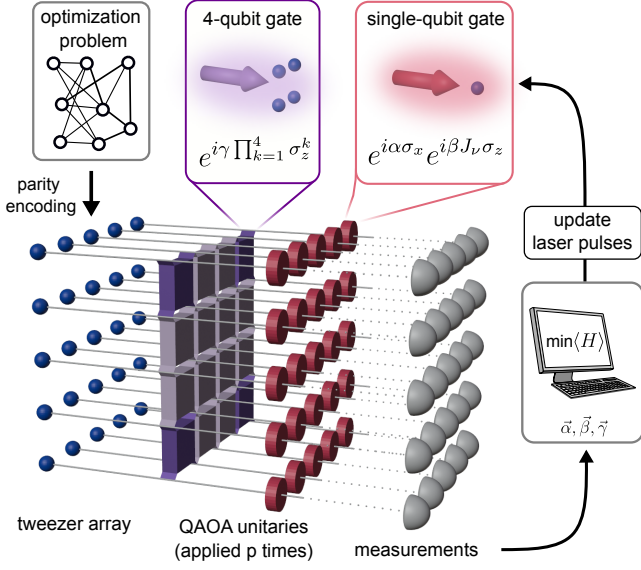 optimization
problem
4-qubit gate
e^{iγ ∏_{k=1}^{4} σ_z^k}
single-qubit gate
e^{iασ_x} e^{iβJ_νσ_z}
parity
encoding
update
laser pulses
min⟨H⟩
α⃗, β⃗, γ⃗
tweezer array
QAOA unitaries
(applied p times)
measurements